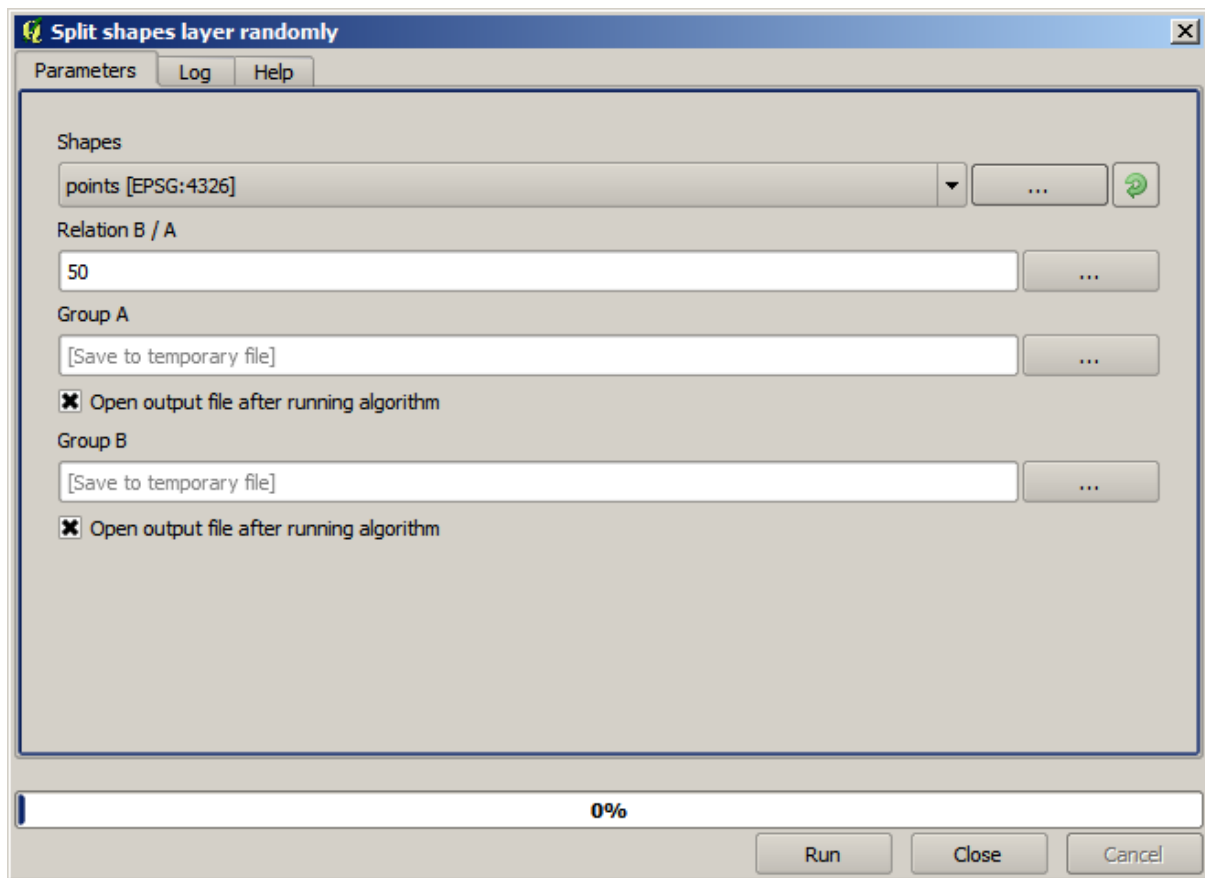 Split shapes layer randomly
Parameters Log Help
Shapes
points [EPSG:4326] ...
Relation B / A
50 ...
Group A
[Save to temporary file] ...
Open output file after running algorithm
Group B
[Save to temporary file] ...
Open output file after running algorithm
0%
Run Close Cancel